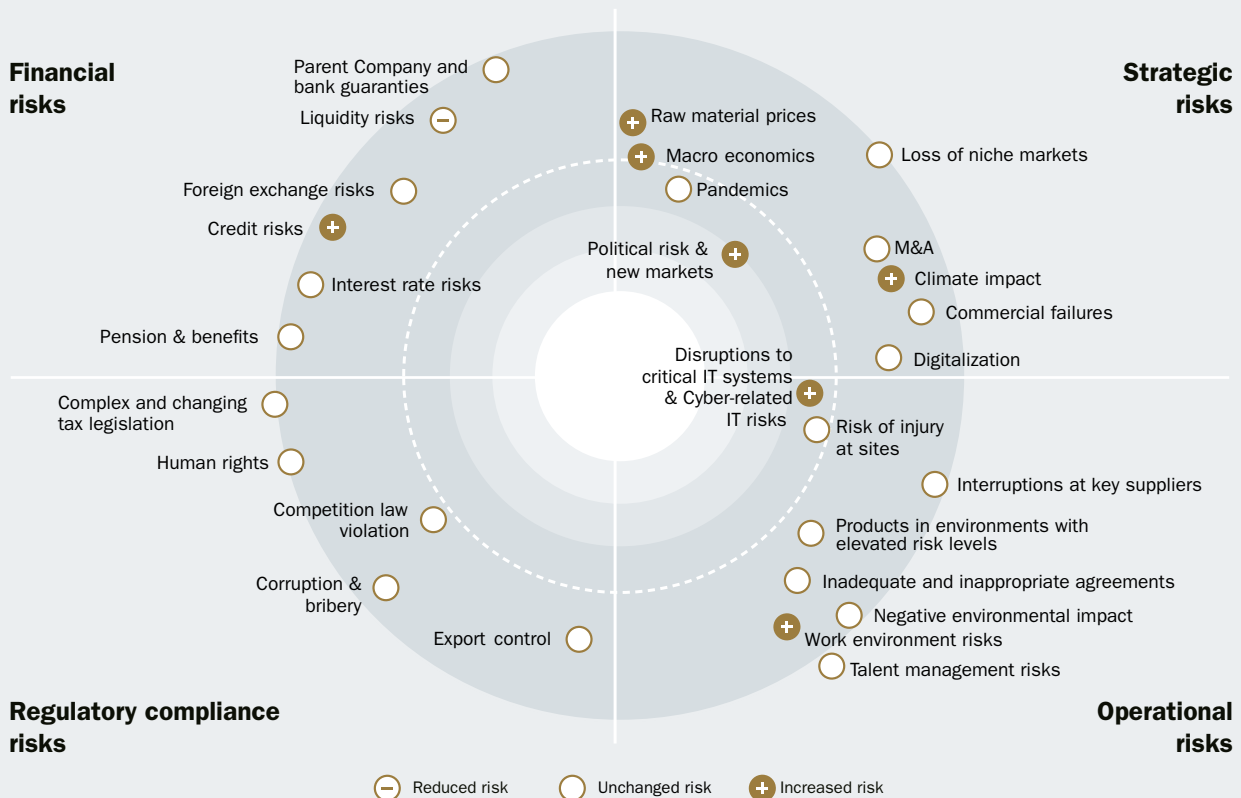 Financial
risks
Parent Company and
bank guaranties
Liquidity risks
Foreign exchange risks
Credit risks
Interest rate risks
Pension & benefits
Strategic
risks
Raw material prices
Macro economics
Pandemics
Loss of niche markets
Political risk &
new markets
M&A
Climate impact
Commercial failures
Digitalization
Complex and changing
tax legislation
Human rights
Competition law
violation
Corruption &
bribery
Export control
Regulatory compliance
risks
Disruptions to
critical IT systems
& Cyber-related
IT risks
Risk of injury
at sites
Interruptions at key suppliers
Products in environments with
elevated risk levels
Inadequate and inappropriate agreements
Negative environmental impact
Work environment risks
Talent management risks
Operational
risks
Reduced risk
Unchanged risk
Increased risk